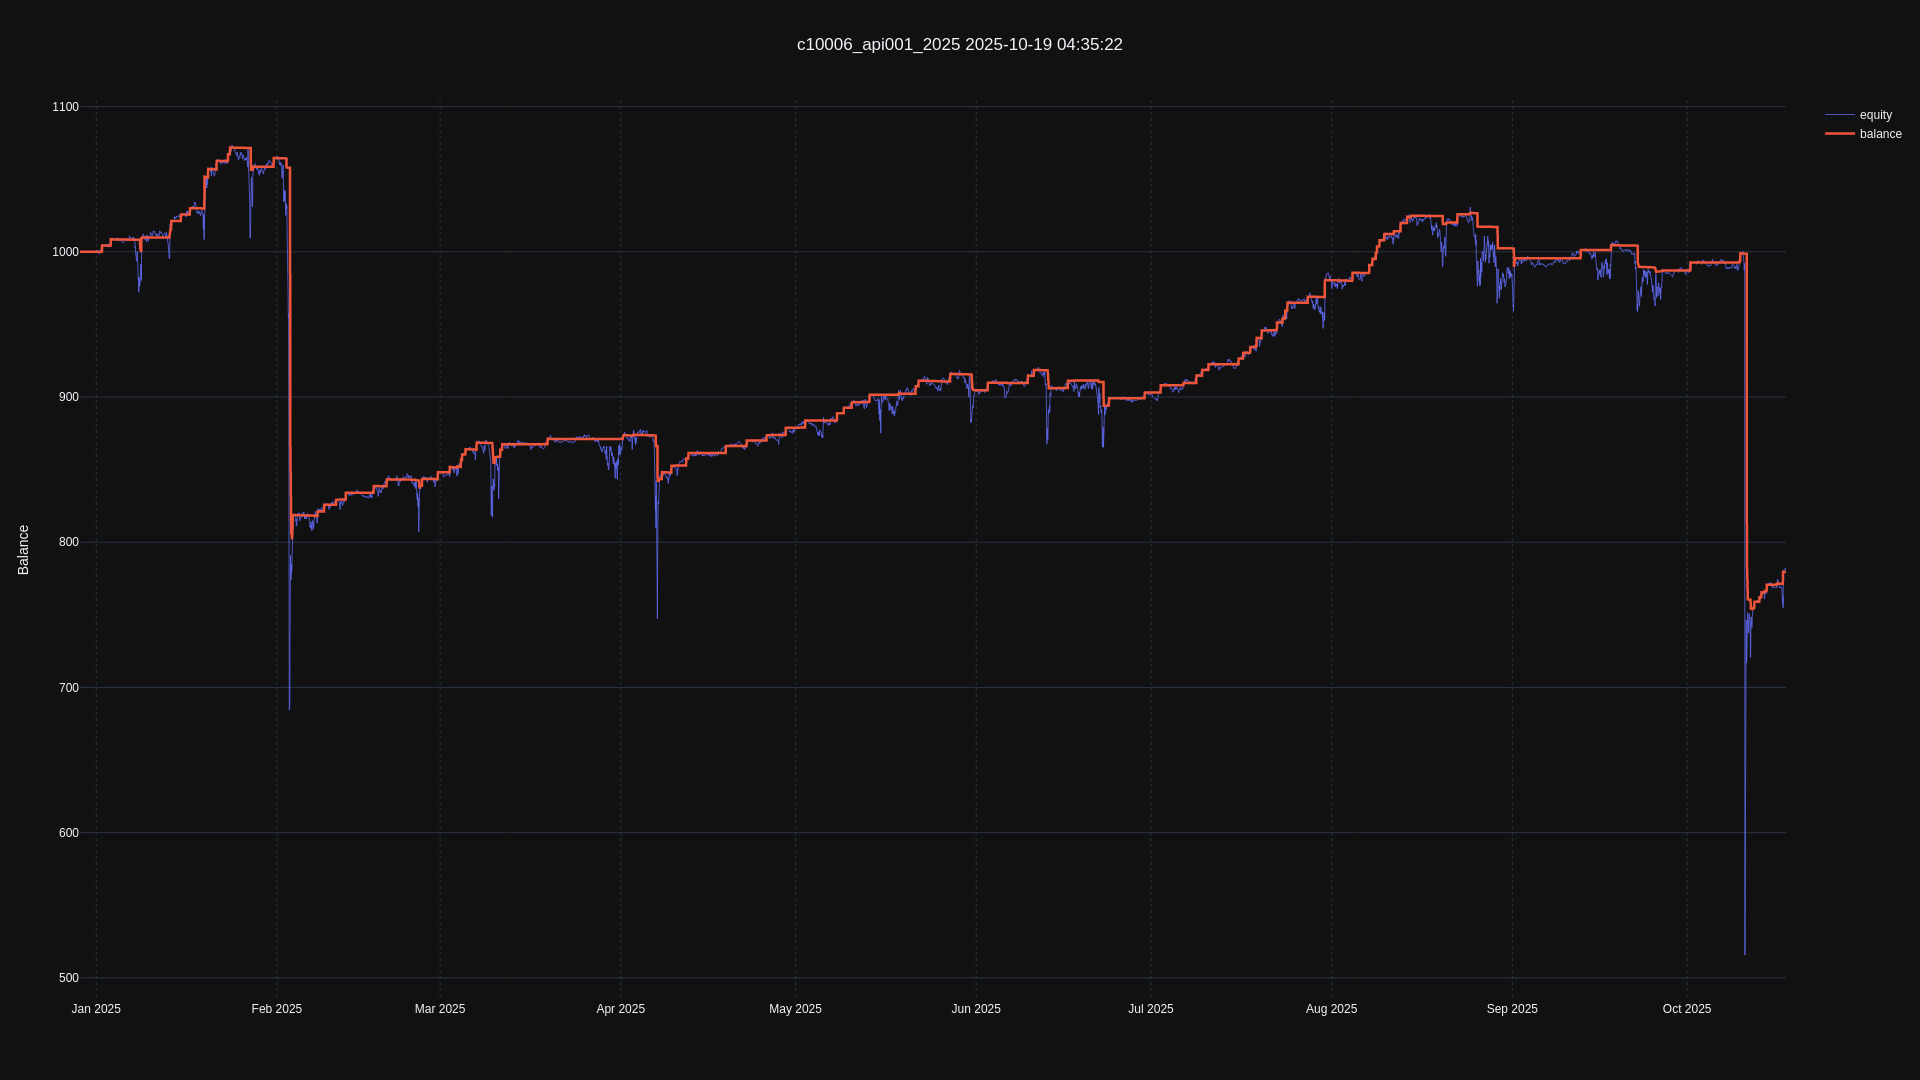 c10006_api001_2025 2025-10-19 04:35:22
equity
balance
Balance
1100
1000
900
800
700
600
500
Jan 2025
Feb 2025
Mar 2025
Apr 2025
May 2025
Jun 2025
Jul 2025
Aug 2025
Sep 2025
Oct 2025